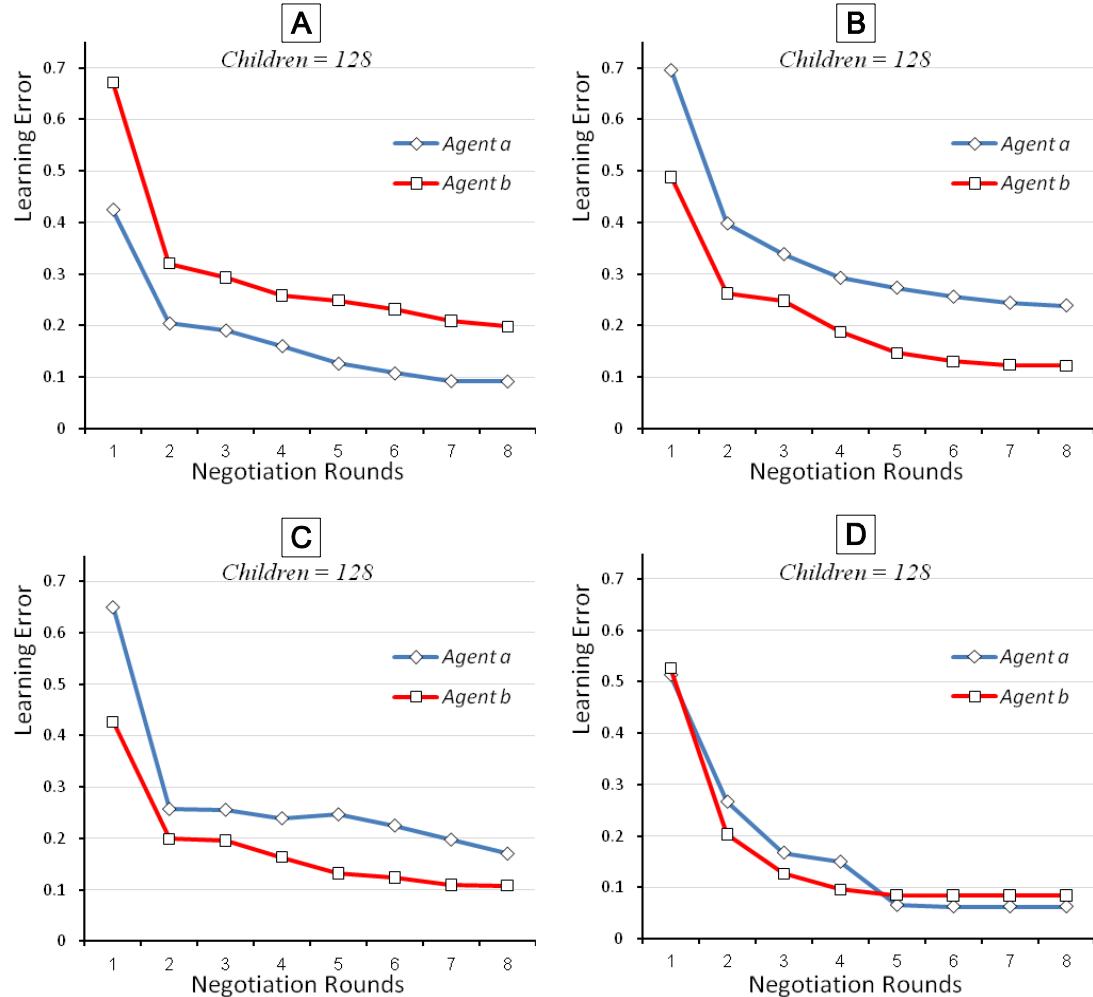 A
Children = 128
Learning Error
0.7
0.6
0.5
0.4
0.3
0.2
0.1
0
Agent a
Agent b
1 2 3 4 5 6 7 8
Negotiation Rounds
B
Children = 128
Learning Error
0.7
0.6
0.5
0.4
0.3
0.2
0.1
0
Agent a
Agent b
1 2 3 4 5 6 7 8
Negotiation Rounds
C
Children = 128
Learning Error
0.7
0.6
0.5
0.4
0.3
0.2
0.1
0
Agent a
Agent b
1 2 3 4 5 6 7 8
Negotiation Rounds
D
Children = 128
Learning Error
0.7
0.6
0.5
0.4
0.3
0.2
0.1
0
Agent a
Agent b
1 2 3 4 5 6 7 8
Negotiation Rounds